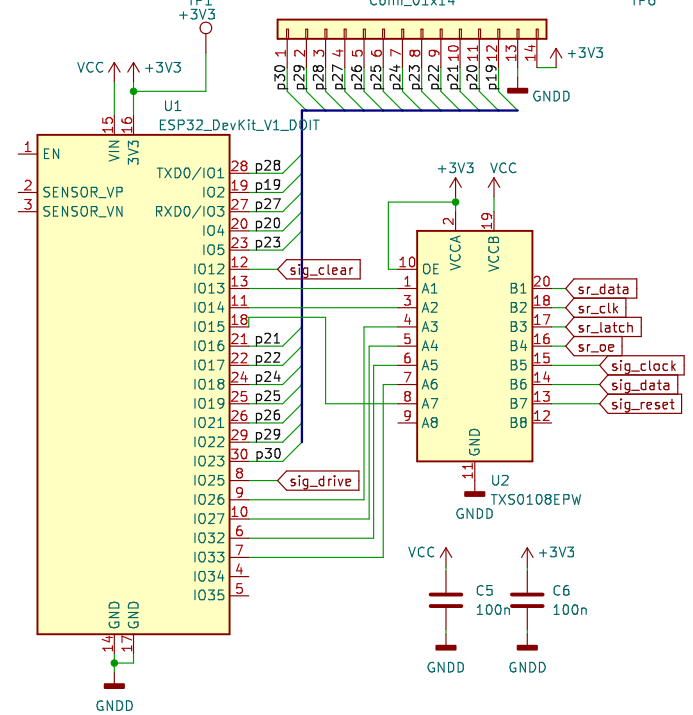 TP1
+3V3
Conn_01x14
1
2
3
4
5
6
7
8
9
10
11
12
13
14
p30
p29
p28
p27
p26
p25
p24
p23
p22
p21
p20
p19
+3V3
GNDD
VCC
+3V3
U1
ESP32_DevKit_V1_DOIT
15
16
VIN
3V3
1
EN
2
SENSOR_VP
3
SENSOR_VN
TXD0/IO1 28 p28
IO2 19 p19
RXD0/IO3 27 p27
IO4 20 p20
IO5 23 p23
IO12 12 sig_clear
IO13 13
IO14 11
IO15 18
IO16 21 p21
IO17 22 p22
IO18 24 p24
IO19 25 p25
IO21 26 p26
IO22 29 p29
IO23 30 p30
IO25 8 sig_drive
IO26 9
IO27 10
IO32 6
IO33 7
IO34 4
IO35 5
GND
GND
14
17
GNDD
+3V3
VCC
2
19
VCCA
VCCB
10 OE
1 A1 B1 20 sr_data
3 A2 B2 18 sr_clk
4 A3 B3 17 sr_latch
5 A4 B4 16 sr_oe
6 A5 B5 15 sig_clock
7 A6 B6 14 sig_data
8 A7 B7 13 sig_reset
9 A8 B8 12
GND
11
U2
TXS0108EPW
GNDD
VCC
C5
100n
GNDD
+3V3
C6
100n
GNDD